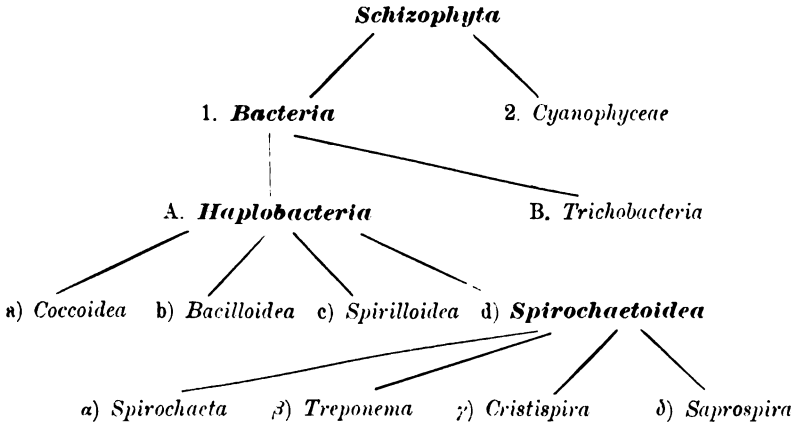 Schizophyta
1. Bacteria 2. Cyanophyceae
A. Haplobacteria B. Trichobacteria
a) Coccoidea b) Bacilloidea c) Spirilloidea d) Spirochaetoidea
α) Spirochaeta β) Treponema γ) Cristispira δ) Saprospira